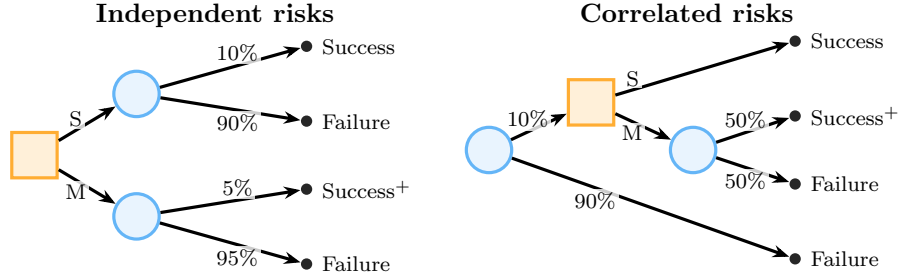 Independent risks
S
M
10%
90%
5%
95%
Success
Failure
Success+
Failure
Correlated risks
10%
90%
S
M
50%
50%
Success
Success+
Failure
Failure